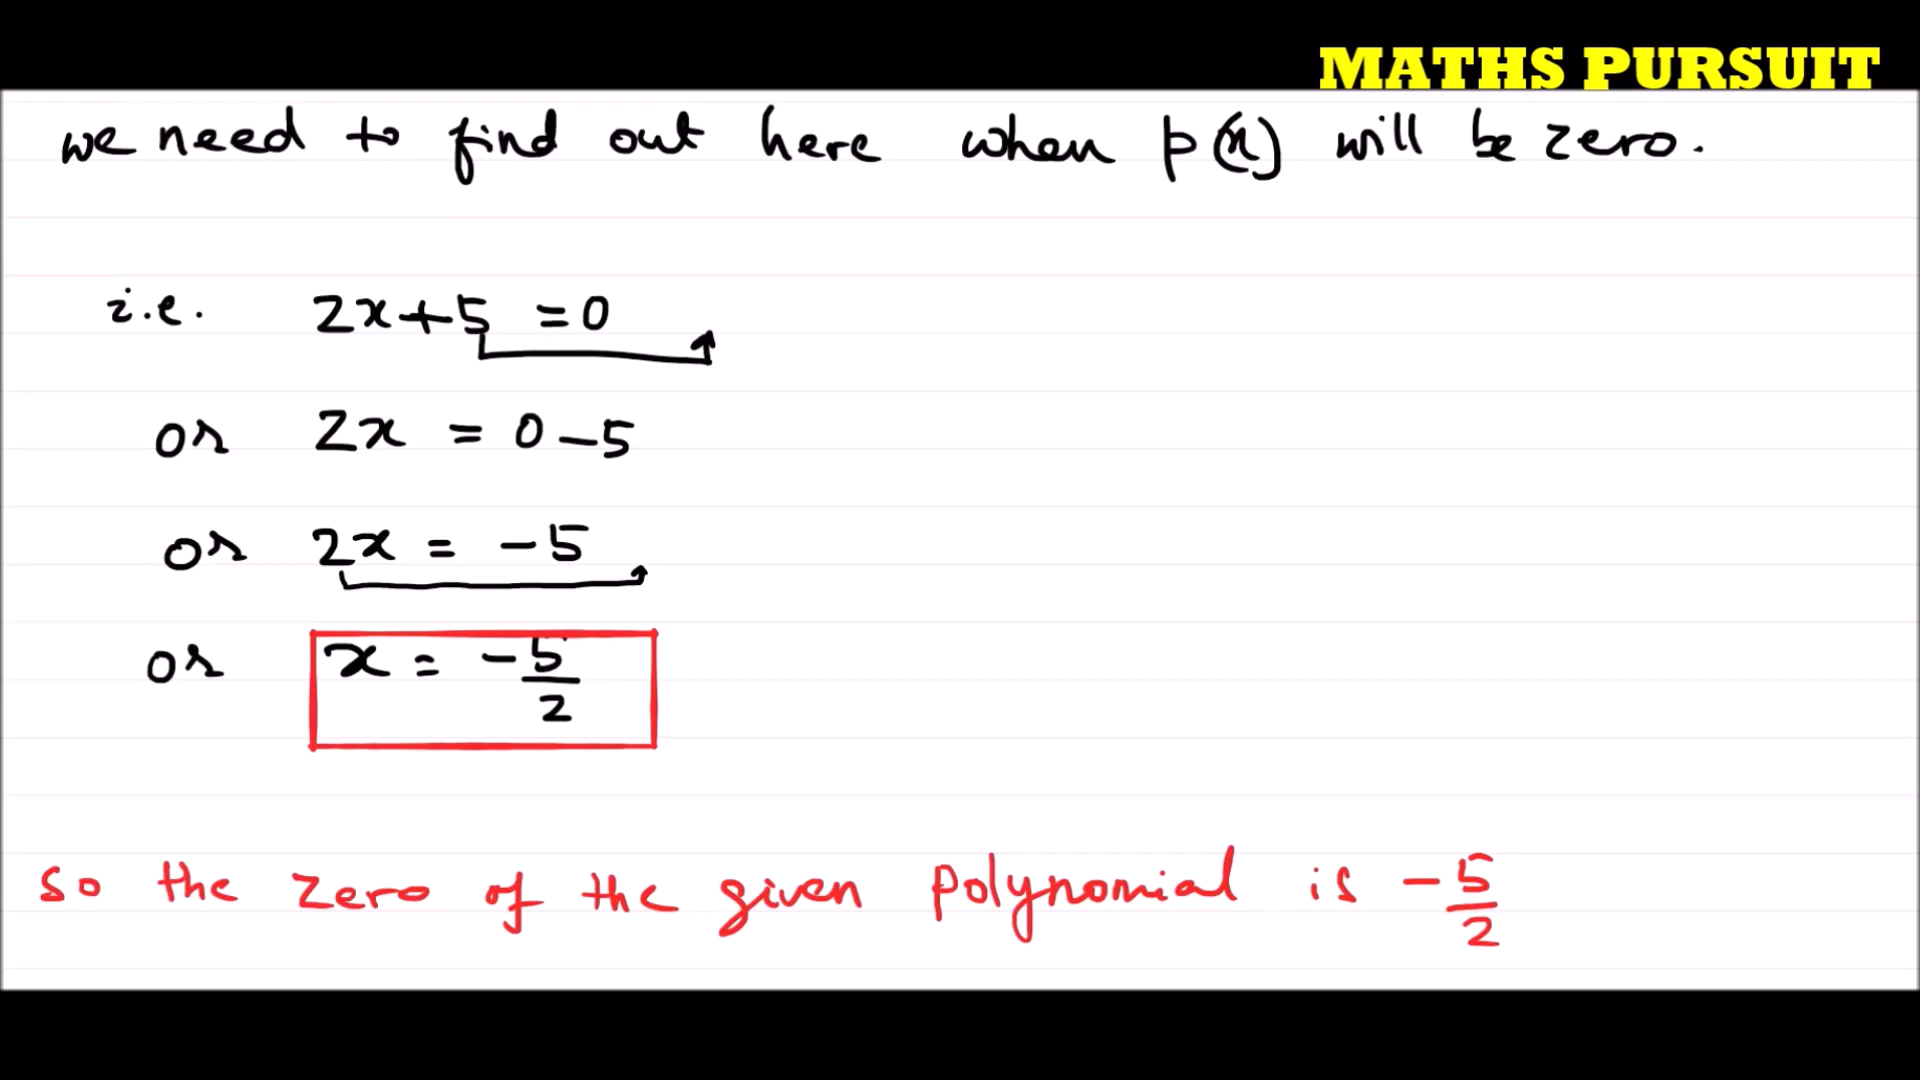 MATHS PURSUIT
we need to find out here when p(x) will be zero.
i.e. 2x+5 =0
or 2x = 0-5
or 2x = -5
or x = -5/2
so the zero of the given polynomial is -5/2